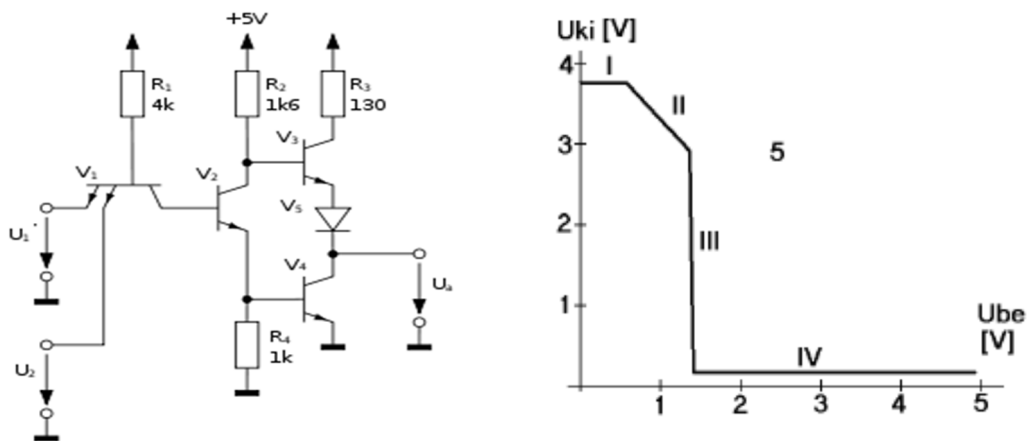 +5V
R₁
4k
R₂
1k6
R₃
130
V₃
V₁
V₂
V₅
U₁
V₄
Uₐ
R₄
1k
U₂
Uki [V]
4
I
II
3
5
2
III
1
Ube
[V]
IV
1 2 3 4 5